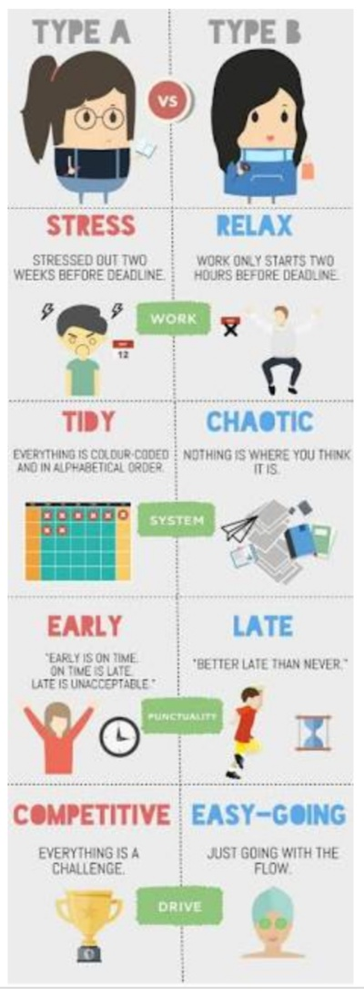 TYPE A
TYPE B
VS
STRESS
RELAX
STRESSED OUT TWO
WEEKS BEFORE DEADLINE.
WORK ONLY STARTS TWO
HOURS BEFORE DEADLINE.
WORK
12
TIDY
CHAOTIC
EVERYTHING IS COLOUR-CODED
AND IN ALPHABETICAL ORDER.
NOTHING IS WHERE YOU THINK
IT IS.
SYSTEM
EARLY
LATE
"EARLY IS ON TIME.
ON TIME IS LATE.
LATE IS UNACCEPTABLE."
"BETTER LATE THAN NEVER."
PUNCTUALITY
COMPETITIVE
EASY-GOING
EVERYTHING IS A
CHALLENGE.
JUST GOING WITH THE
FLOW.
DRIVE